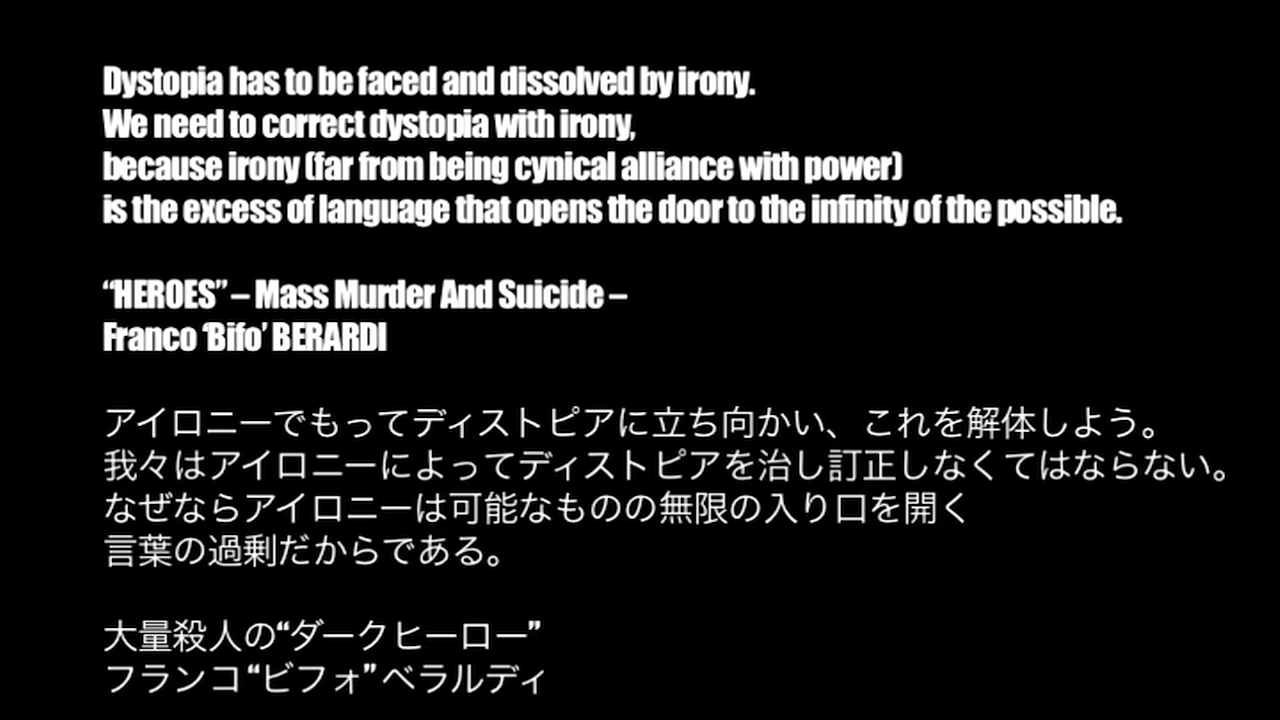 Dystopia has to be faced and dissolved by irony.
We need to correct dystopia with irony,
because irony (far from being cynical alliance with power)
is the excess of language that opens the door to the infinity of the possible.
“HEROES” – Mass Murder And Suicide –
Franco ‘Bifo’ BERARDI
アイロニーでもってディストピアに立ち向かい、これを解体しよう。
我々はアイロニーによってディストピアを治し訂正しなくてはならない。
なぜならアイロニーは可能なものの無限の入り口を開く
言葉の過剰だからである。
大量殺人の“ダークヒーロー”
フランコ“ビフォ”ベラルディ